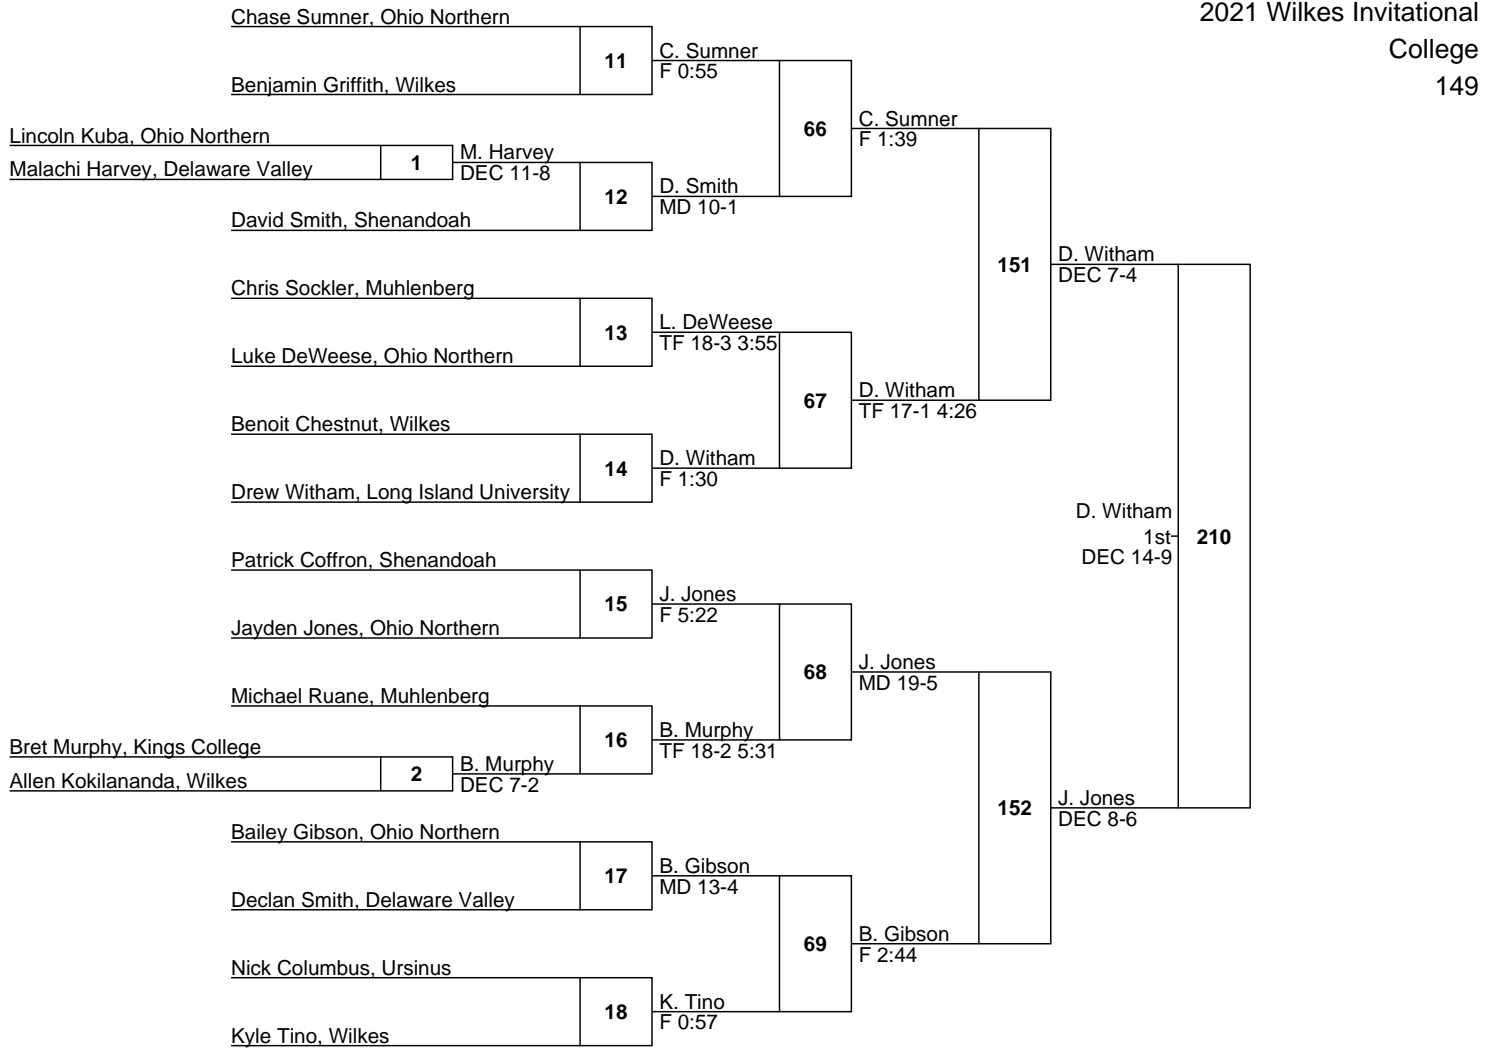 2021 Wilkes Invitational
College
149
Chase Sumner, Ohio Northern
11
C. Sumner
F 0:55
Benjamin Griffith, Wilkes
66
C. Sumner
F 1:39
Lincoln Kuba, Ohio Northern
1
M. Harvey
DEC 11-8
Malachi Harvey, Delaware Valley
12
D. Smith
MD 10-1
David Smith, Shenandoah
151
D. Witham
DEC 7-4
Chris Sockler, Muhlenberg
13
L. DeWeese
TF 18-3 3:55
Luke DeWeese, Ohio Northern
67
D. Witham
TF 17-1 4:26
Benoit Chestnut, Wilkes
14
D. Witham
F 1:30
Drew Witham, Long Island University
D. Witham
1st
DEC 14-9
210
Patrick Coffron, Shenandoah
15
J. Jones
F 5:22
Jayden Jones, Ohio Northern
68
J. Jones
MD 19-5
Michael Ruane, Muhlenberg
16
B. Murphy
TF 18-2 5:31
Bret Murphy, Kings College
2
B. Murphy
DEC 7-2
Allen Kokilananda, Wilkes
152
J. Jones
DEC 8-6
Bailey Gibson, Ohio Northern
17
B. Gibson
MD 13-4
Declan Smith, Delaware Valley
69
B. Gibson
F 2:44
Nick Columbus, Ursinus
18
K. Tino
F 0:57
Kyle Tino, Wilkes